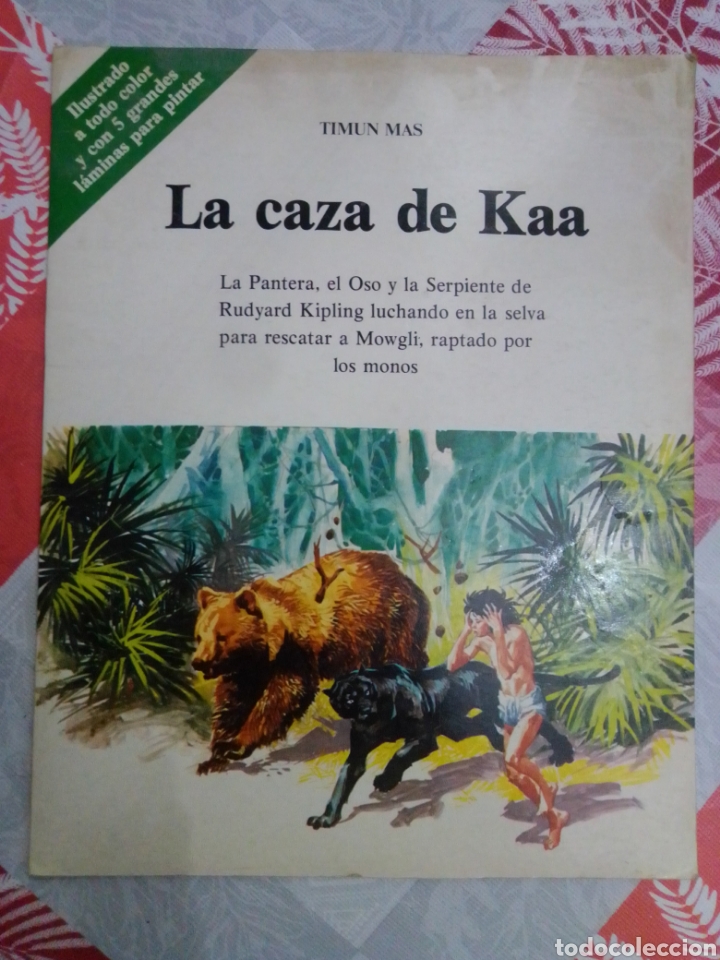 Ilustrado
a todo color
y con 5 grandes
láminas para pintar
TIMUN MAS
La caza de Kaa
La Pantera, el Oso y la Serpiente de
Rudyard Kipling luchando en la selva
para rescatar a Mowgli, raptado por
los monos
todocoleccion